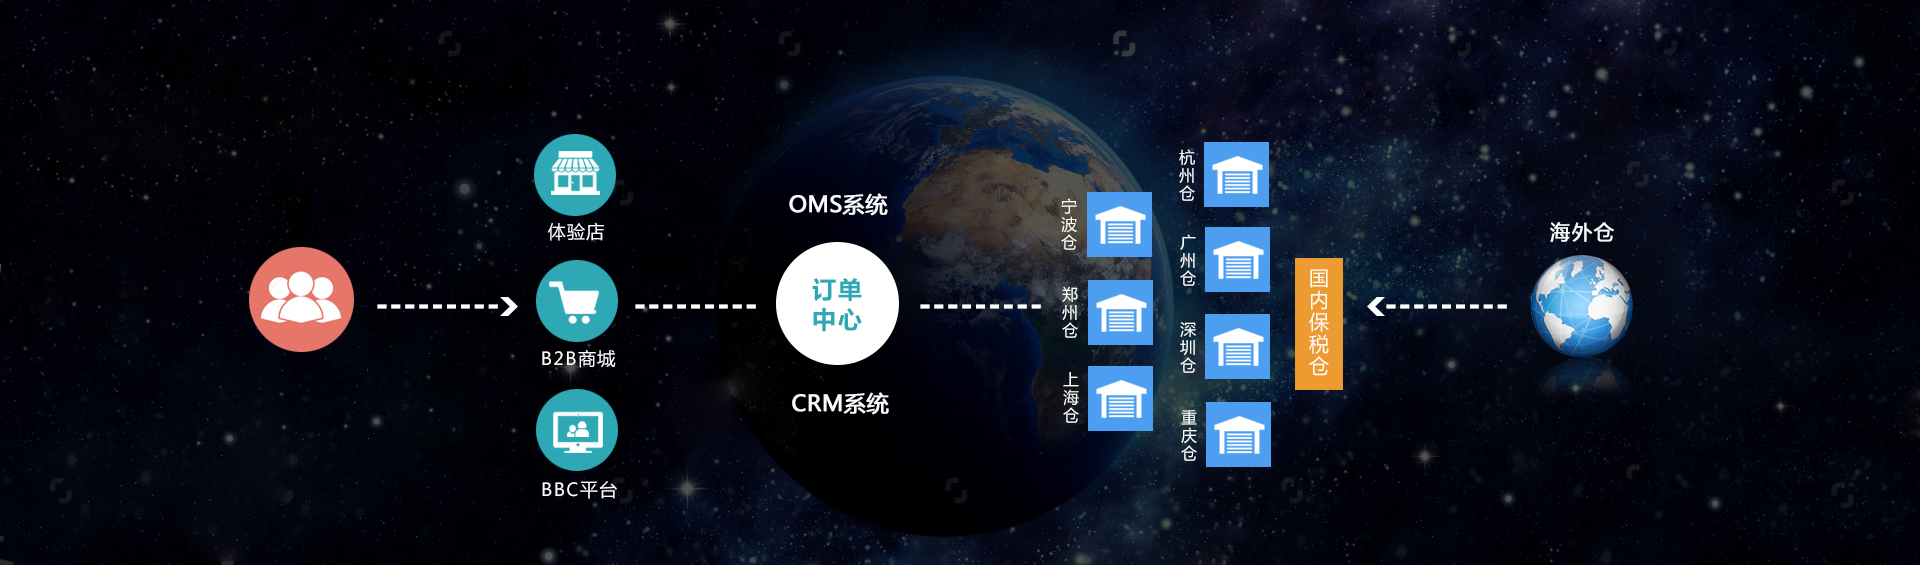 体验店
B2B商城
BBC平台
OMS系统
订单
中心
CRM系统
宁波仓
郑州仓
上海仓
杭州仓
广州仓
深圳仓
重庆仓
国内保税仓
海外仓